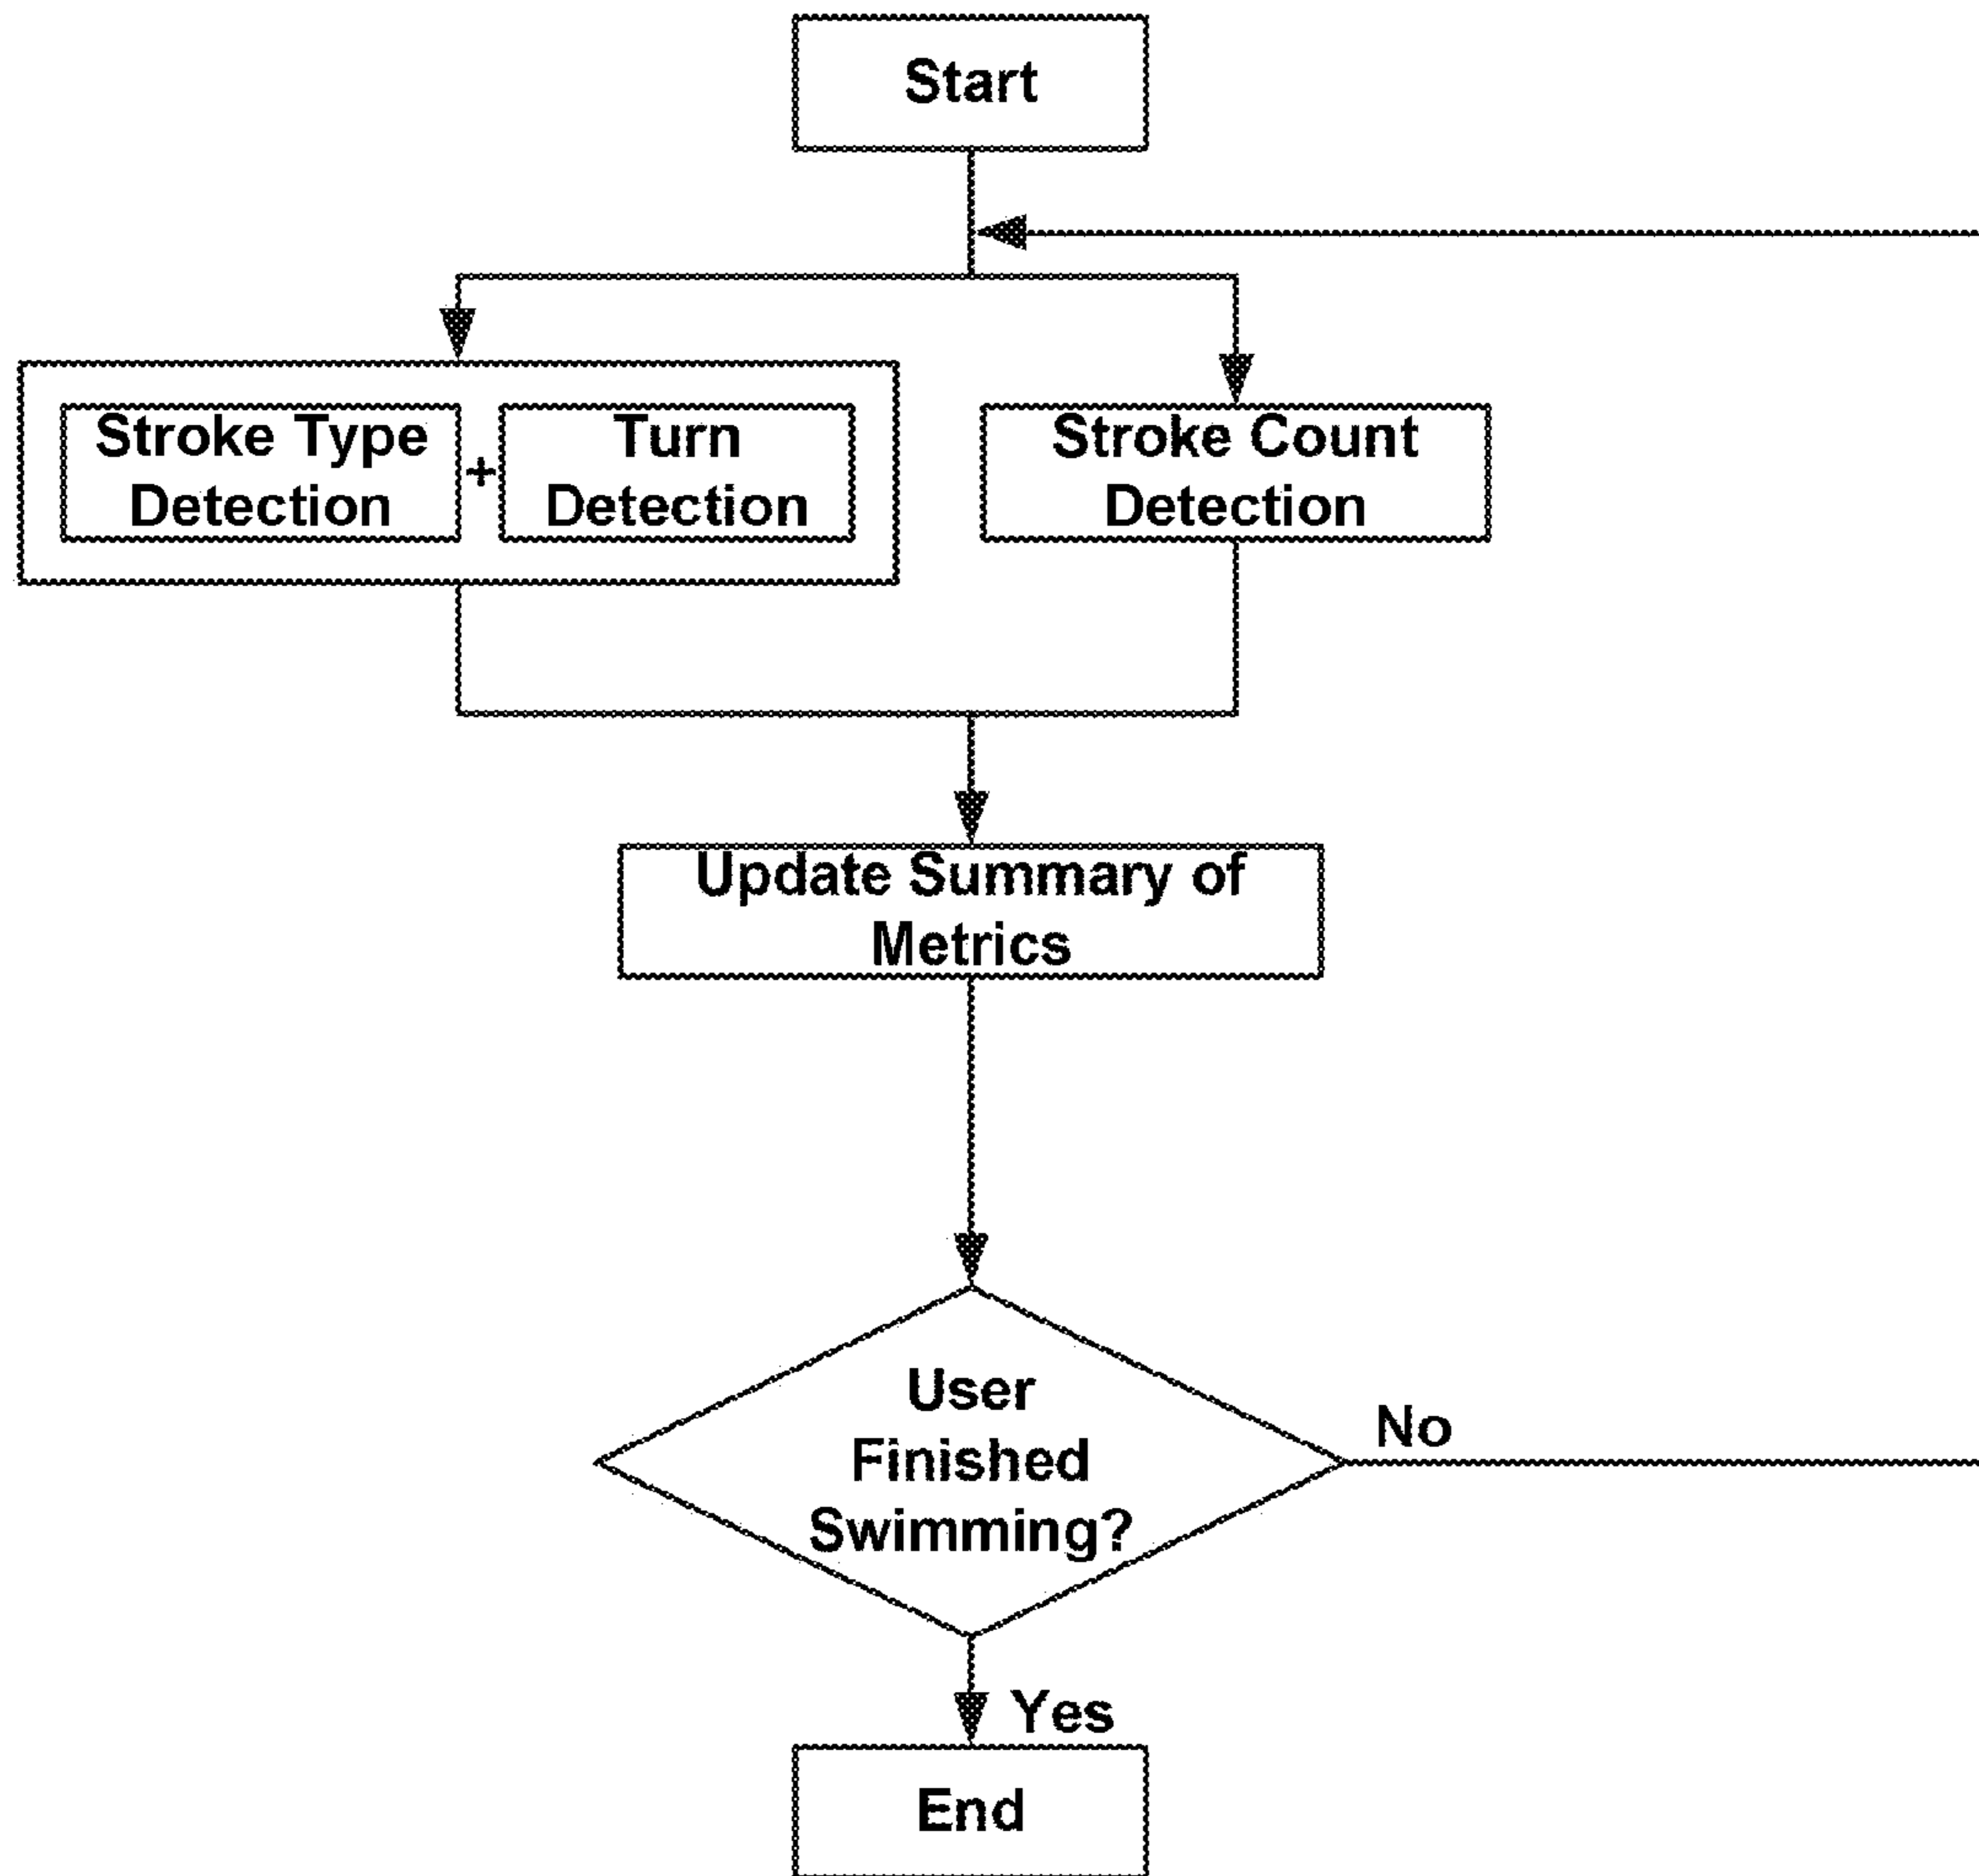 Start
Stroke Type
Detection
+
Turn
Detection
Stroke Count
Detection
Update Summary of
Metrics
User
Finished
Swimming?
No
Yes
End